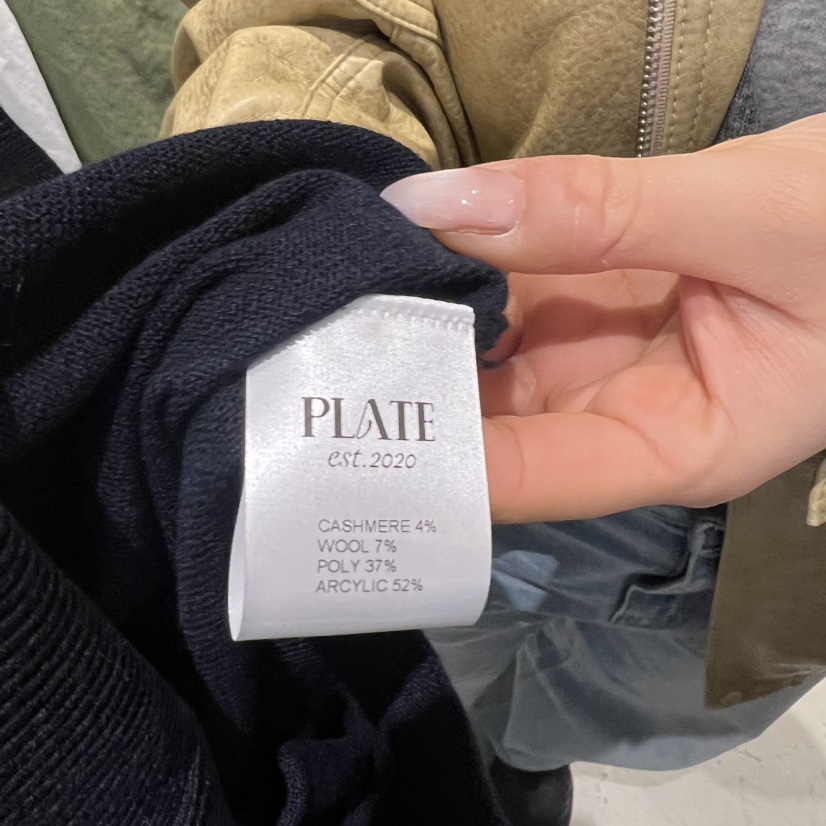 PLATE
est.2020
CASHMERE 4%
WOOL 7%
POLY 37%
ARCYLIC 52%